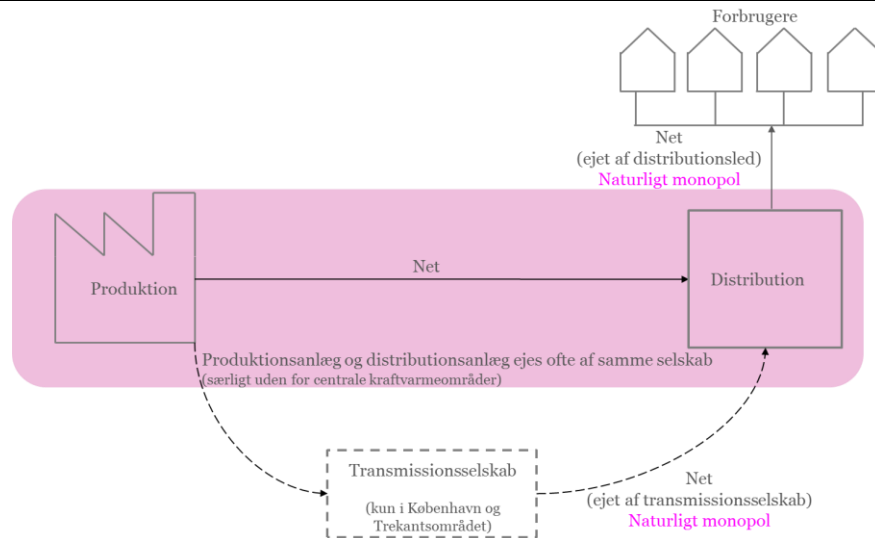 Forbrugere
Net
(ejet af distributionsled)
Naturligt monopol
Produktion
Net
Distribution
Produktionsanlæg og distributionsanlæg ejes ofte af samme selskab
(særligt uden for centrale kraftvarmeområder)
Transmissionsselskab
(kun i København og
Trekantsområdet)
Net
(ejet af transmissionsselskab)
Naturligt monopol